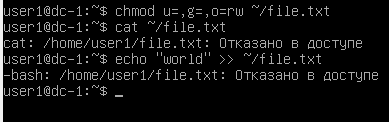 user1@dc-1:~$ chmod u=,g=,o=rw ~/file.txt
user1@dc-1:~$ cat ~/file.txt
cat: /home/user1/file.txt: Отказано в доступе
user1@dc-1:~$ echo "world" >> ~/file.txt
-bash: /home/user1/file.txt: Отказано в доступе
user1@dc-1:~$ _